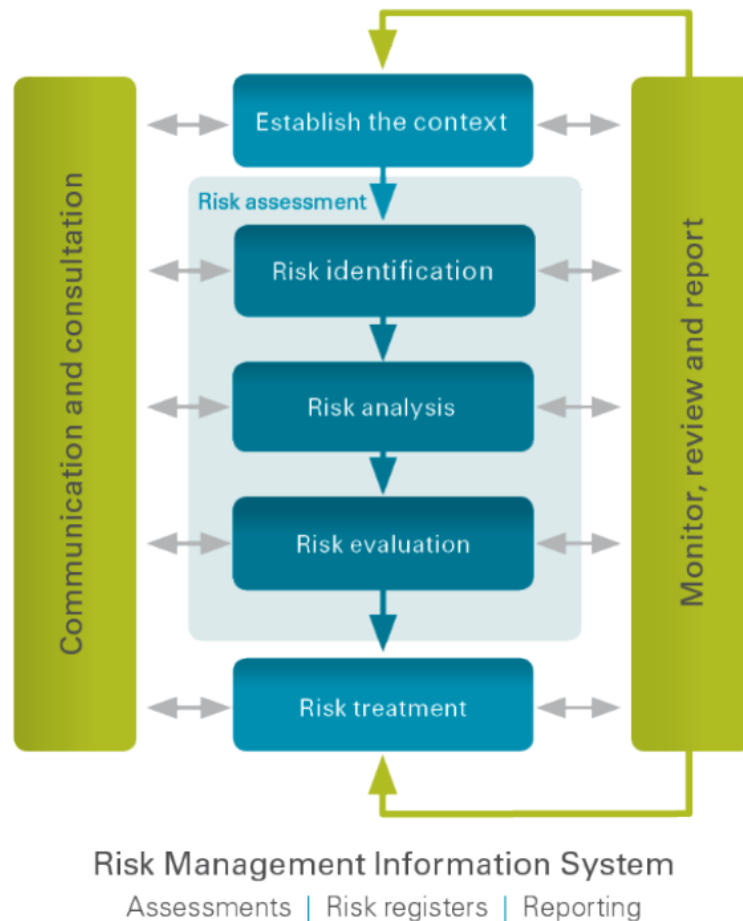 Establish the context
Risk assessment
Risk identification
Risk analysis
Risk evaluation
Risk treatment
Communication and consultation
Monitor, review and report
Risk Management Information System
Assessments | Risk registers | Reporting